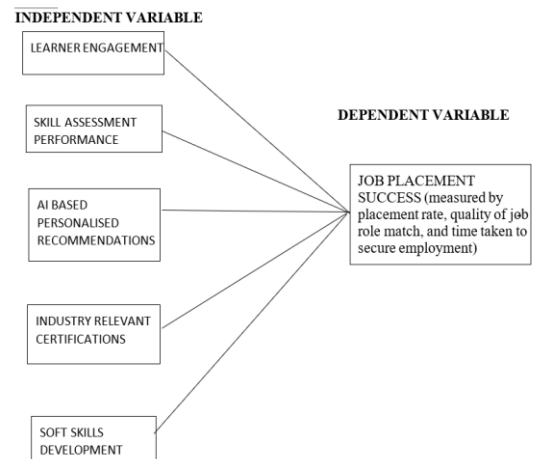 INDEPENDENT VARIABLE
LEARNER ENGAGEMENT
SKILL ASSESSMENT
PERFORMANCE
AI BASED
PERSONALISED
RECOMMENDATIONS
INDUSTRY RELEVANT
CERTIFICATIONS
SOFT SKILLS
DEVELOPMENT
DEPENDENT VARIABLE
JOB PLACEMENT
SUCCESS (measured by
placement rate, quality of job
role match, and time taken to
secure employment)